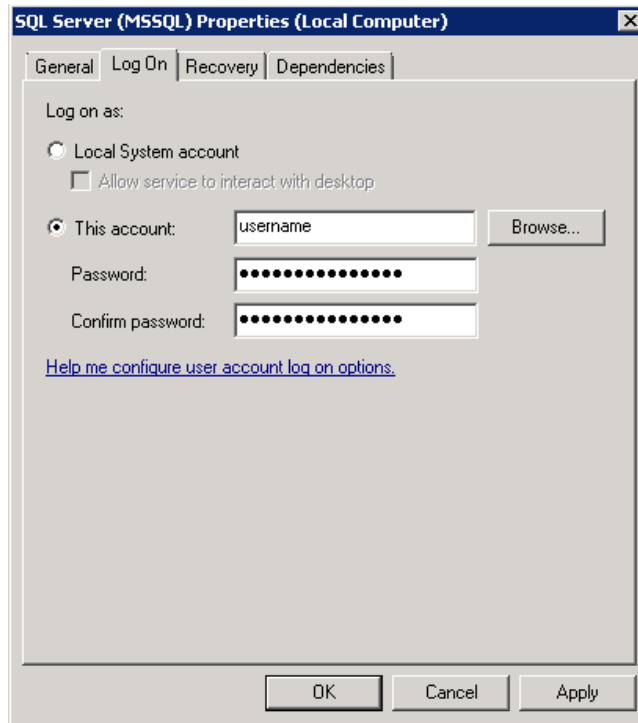 SQL Server (MSSQL) Properties (Local Computer)
General Log On Recovery Dependencies
Log on as:
Local System account
Allow service to interact with desktop
This account: username Browse...
Password: •••••••••••••••
Confirm password: •••••••••••••••
Help me configure user account log on options.
OK Cancel Apply